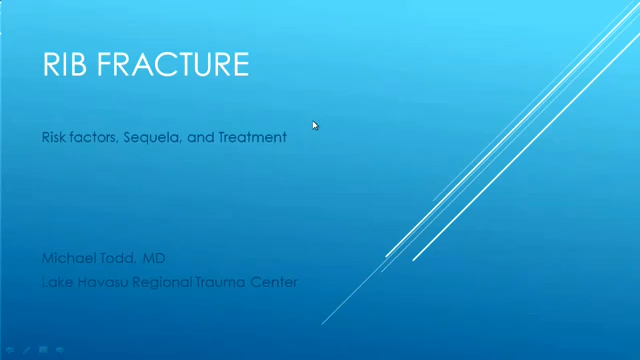 RIB FRACTURE
Risk factors, Sequela, and Treatment
Michael Todd, MD
Lake Havasu Regional Trauma Center